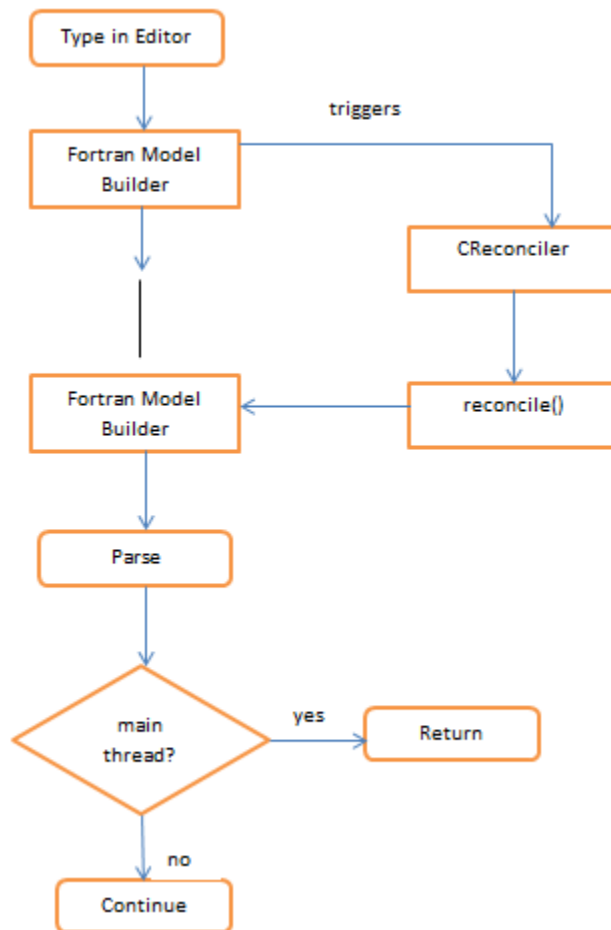 Type in Editor
triggers
Fortran Model
Builder
CReconciler
Fortran Model
Builder
reconcile()
Parse
main
thread?
yes
Return
no
Continue